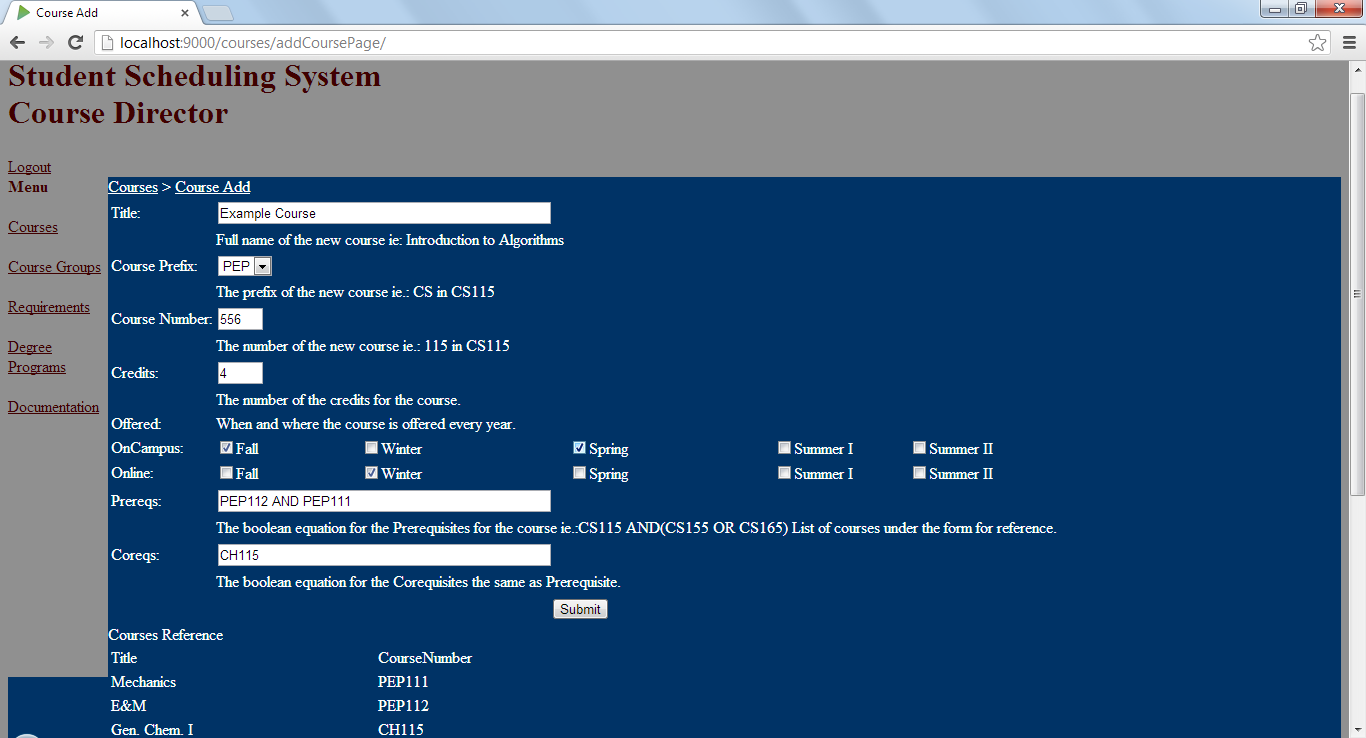 Course Add
localhost:9000/courses/addCoursePage/
Student Scheduling System
Course Director
Logout
Menu
Courses
Course Groups
Requirements
Degree
Programs
Documentation
Courses > Course Add
Title: Example Course
Full name of the new course ie: Introduction to Algorithms
Course Prefix: PEP
The prefix of the new course ie.: CS in CS115
Course Number: 556
The number of the new course ie.: 115 in CS115
Credits: 4
The number of the credits for the course.
Offered: When and where the course is offered every year.
OnCampus: Fall Winter Spring Summer I Summer II
Online: Fall Winter Spring Summer I Summer II
Prereqs: PEP112 AND PEP111
The boolean equation for the Prerequisites for the course ie.:CS115 AND(CS155 OR CS165) List of courses under the form for reference.
Coreqs: CH115
The boolean equation for the Corequisites the same as Prerequisite.
Submit
Courses Reference
Title CourseNumber
Mechanics PEP111
E&M PEP112
Gen. Chem. I CH115